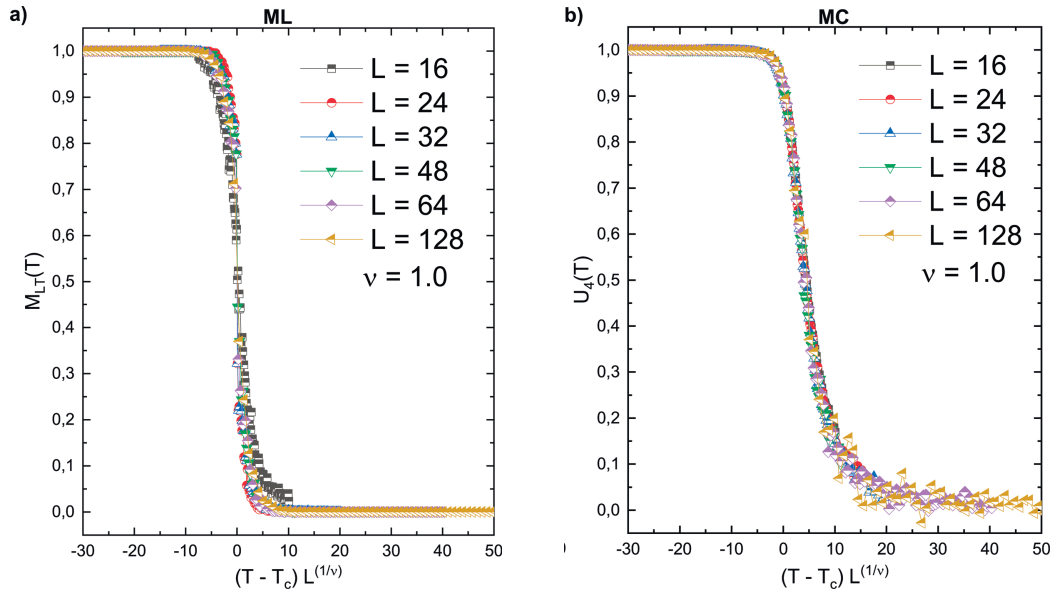 a)
ML
1,0
0,9
0,8
0,7
0,6
0,5
0,4
0,3
0,2
0,1
0,0
M_LT(T)
-30 -20 -10 0 10 20 30 40 50
(T - T_c) L^(1/ν)
L = 16
L = 24
L = 32
L = 48
L = 64
L = 128
ν = 1.0
b)
MC
1,0
0,9
0,8
0,7
0,6
0,5
0,4
0,3
0,2
0,1
0,0
U_4(T)
-30 -20 -10 0 10 20 30 40 50
(T - T_c) L^(1/ν)
L = 16
L = 24
L = 32
L = 48
L = 64
L = 128
ν = 1.0